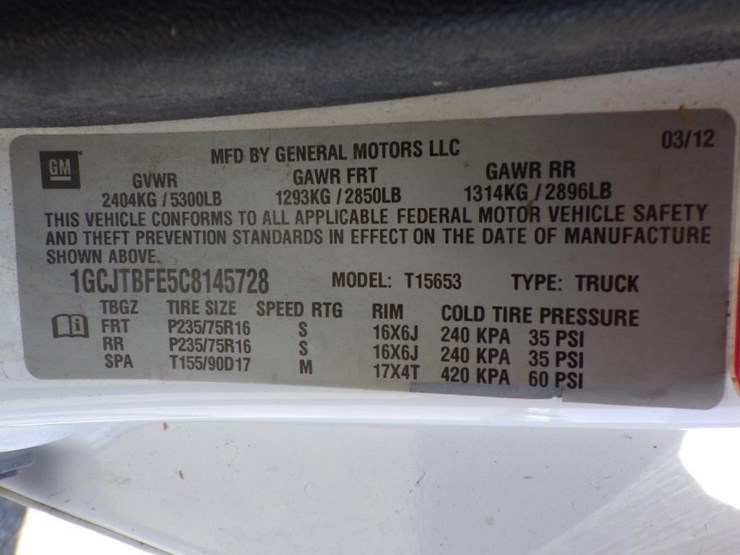 GM
MFD BY GENERAL MOTORS LLC 03/12
GVWR GAWR FRT GAWR RR
2404KG / 5300LB 1293KG / 2850LB 1314KG / 2896LB
THIS VEHICLE CONFORMS TO ALL APPLICABLE FEDERAL MOTOR VEHICLE SAFETY
AND THEFT PREVENTION STANDARDS IN EFFECT ON THE DATE OF MANUFACTURE
SHOWN ABOVE.
1GCJTBFE5C8145728 MODEL: T15653 TYPE: TRUCK
TBGZ TIRE SIZE SPEED RTG RIM COLD TIRE PRESSURE
FRT P235/75R16 S 16X6J 240 KPA 35 PSI
RR P235/75R16 S 16X6J 240 KPA 35 PSI
SPA T155/90D17 M 17X4T 420 KPA 60 PSI